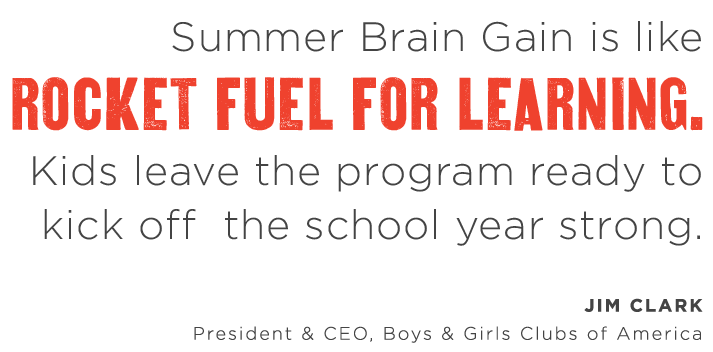 Summer Brain Gain is like
ROCKET FUEL FOR LEARNING.
Kids leave the program ready to
kick off the school year strong.
JIM CLARK
President & CEO, Boys & Girls Clubs of America